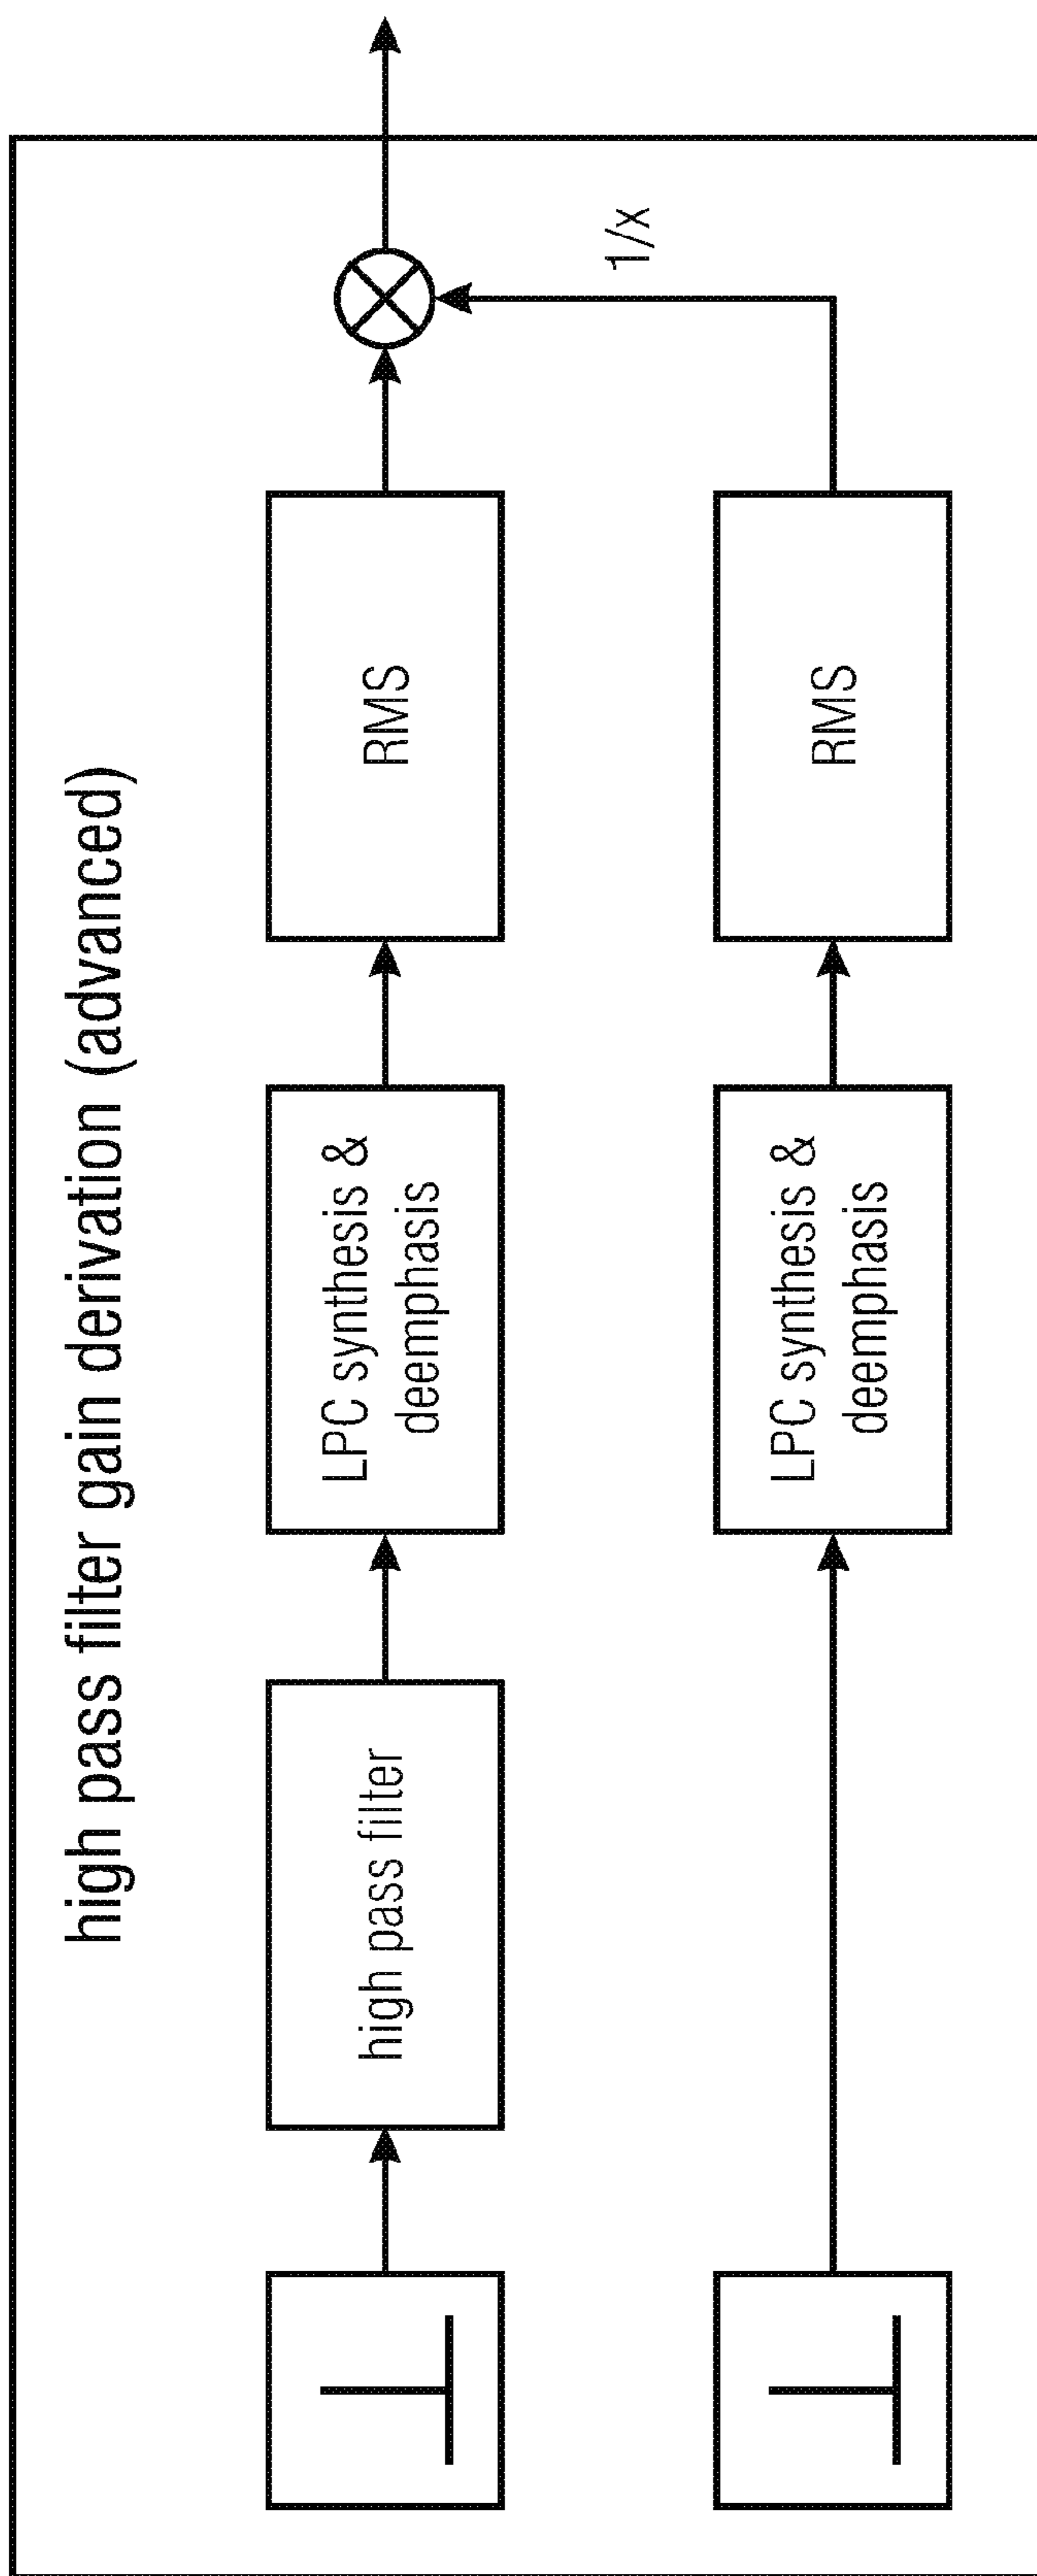 high pass filter gain derivation (advanced)
high pass filter
LPC synthesis &
deemphasis
RMS
1/x
LPC synthesis &
deemphasis
RMS